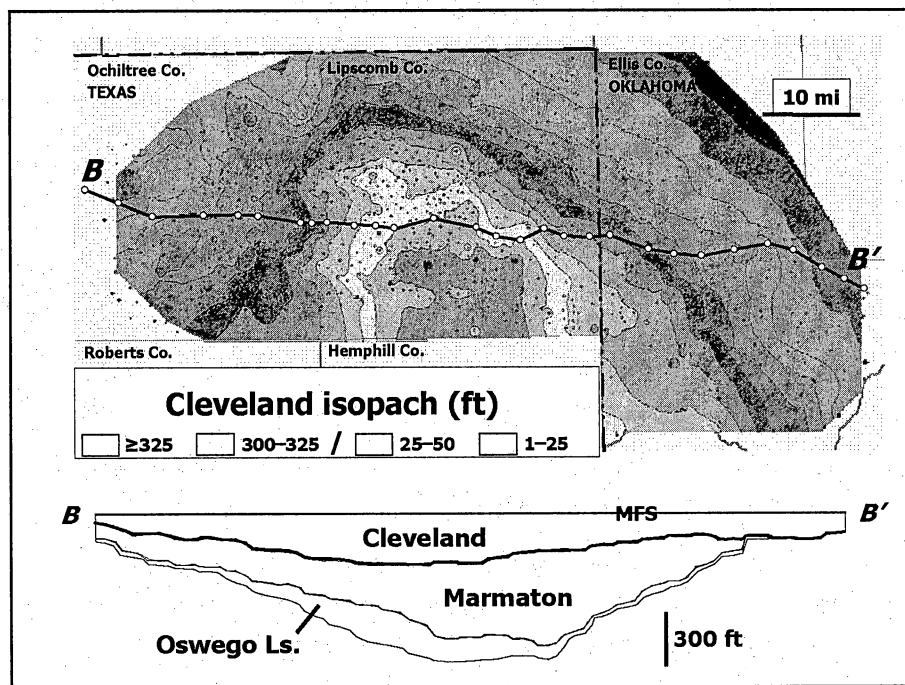 Ochiltree Co.
TEXAS
Lipscomb Co.
Ellis Co.
OKLAHOMA
10 mi
B
B′
Roberts Co.
Hemphill Co.
Cleveland isopach (ft)
≥325 300–325 / 25–50 1–25
B
MFS
B′
Cleveland
Marmaton
Oswego Ls.
300 ft